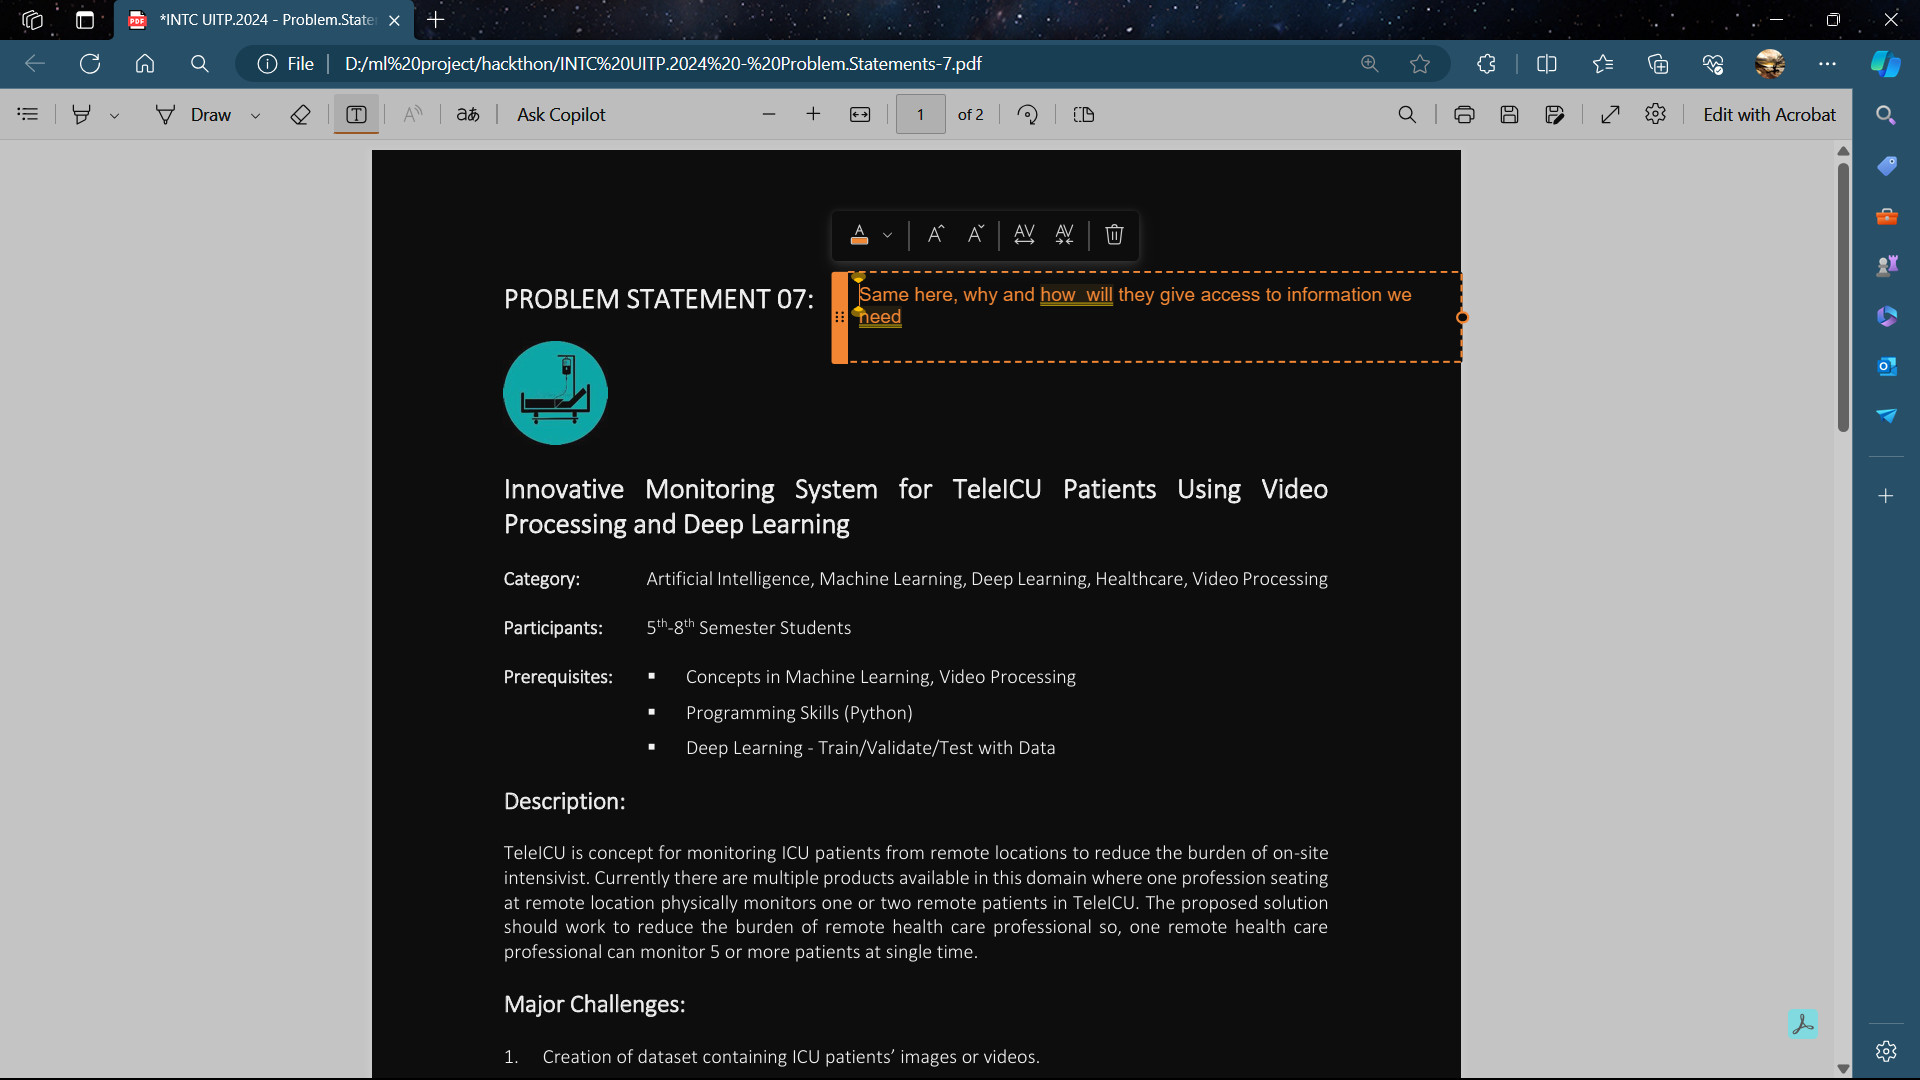 *INTC UITP.2024 - Problem.State
File
D:/ml%20project/hackthon/INTC%20UITP.2024%20-%20Problem.Statements-7.pdf
Draw
aあ
Ask Copilot
1 of 2
Edit with Acrobat
PROBLEM STATEMENT 07:
Same here, why and how  will they give access to information we
need
Innovative Monitoring System for TeleICU Patients Using Video
Processing and Deep Learning
Category: Artificial Intelligence, Machine Learning, Deep Learning, Healthcare, Video Processing
Participants: 5th-8th Semester Students
Prerequisites: ▪ Concepts in Machine Learning, Video Processing
▪ Programming Skills (Python)
▪ Deep Learning - Train/Validate/Test with Data
Description:
TeleICU is concept for monitoring ICU patients from remote locations to reduce the burden of on-site
intensivist. Currently there are multiple products available in this domain where one profession seating
at remote location physically monitors one or two remote patients in TeleICU. The proposed solution
should work to reduce the burden of remote health care professional so, one remote health care
professional can monitor 5 or more patients at single time.
Major Challenges:
1. Creation of dataset containing ICU patients’ images or videos.